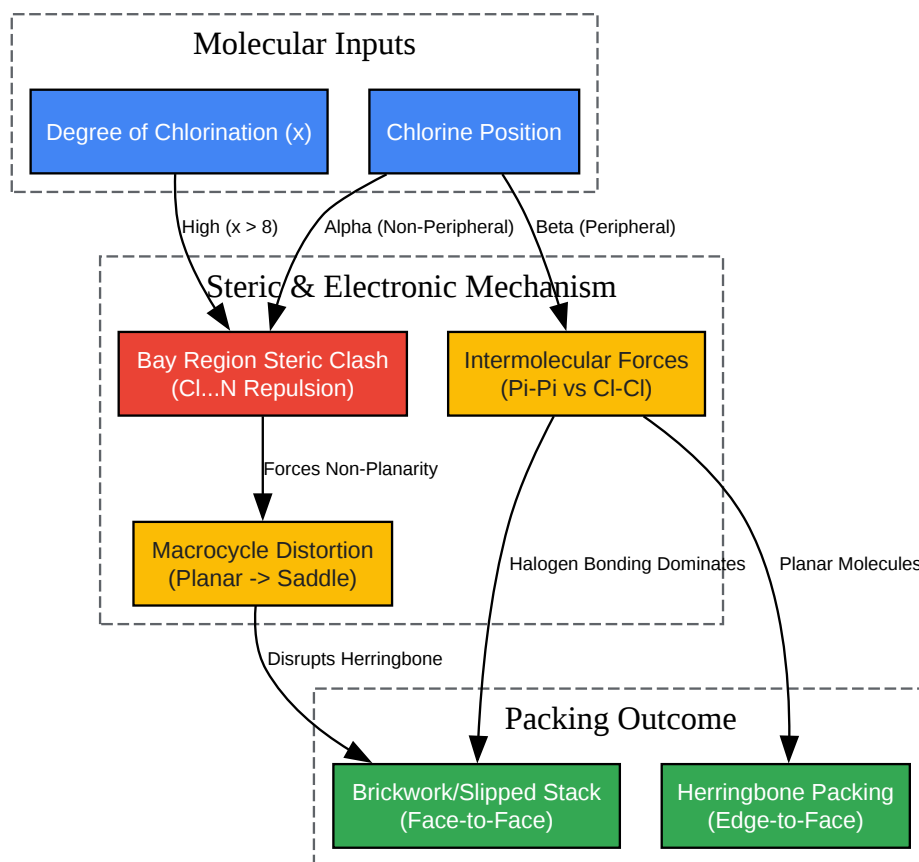 Molecular Inputs
Degree of Chlorination (x)
Chlorine Position
High (x > 8)
Alpha (Non-Peripheral)
Beta (Peripheral)
Steric & Electronic Mechanism
Bay Region Steric Clash
(Cl...N Repulsion)
Intermolecular Forces
(Pi-Pi vs Cl-Cl)
Forces Non-Planarity
Macrocycle Distortion
(Planar -> Saddle)
Halogen Bonding Dominates
Planar Molecules
Disrupts Herringbone
Packing Outcome
Brickwork/Slipped Stack
(Face-to-Face)
Herringbone Packing
(Edge-to-Face)